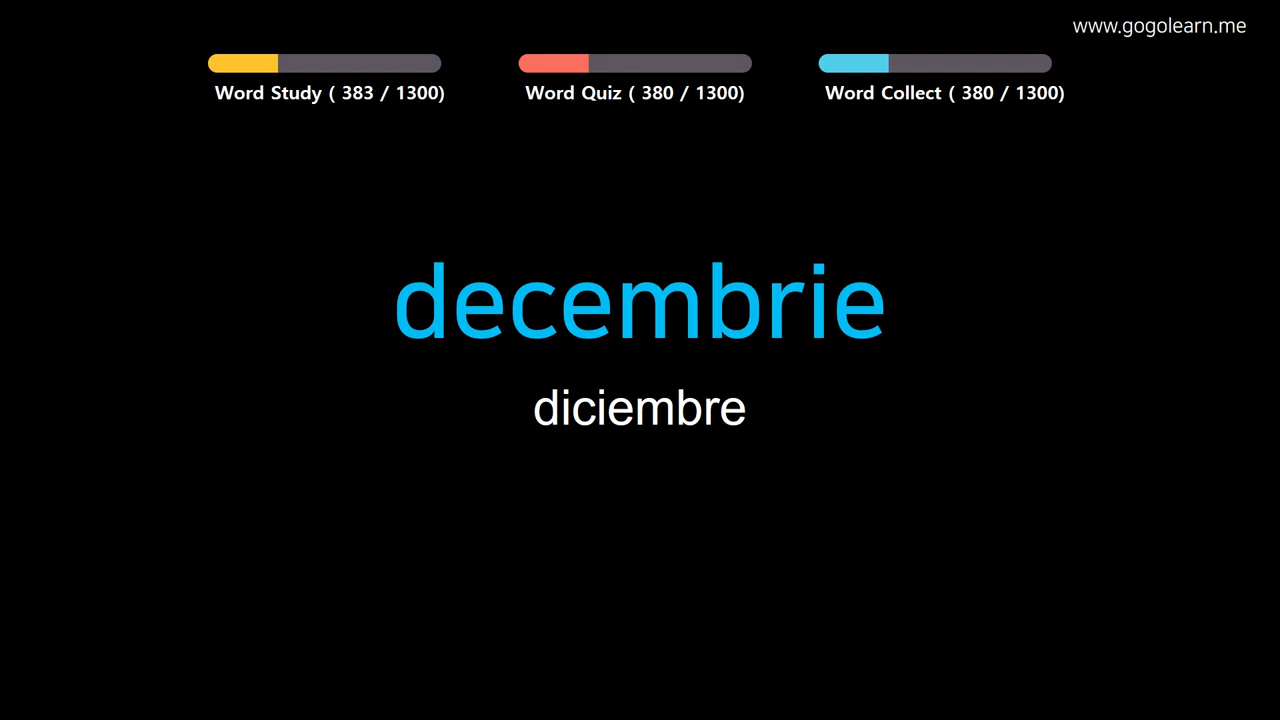 www.gogolearn.me
Word Study ( 383 / 1300)
Word Quiz ( 380 / 1300)
Word Collect ( 380 / 1300)
decembrie
diciembre